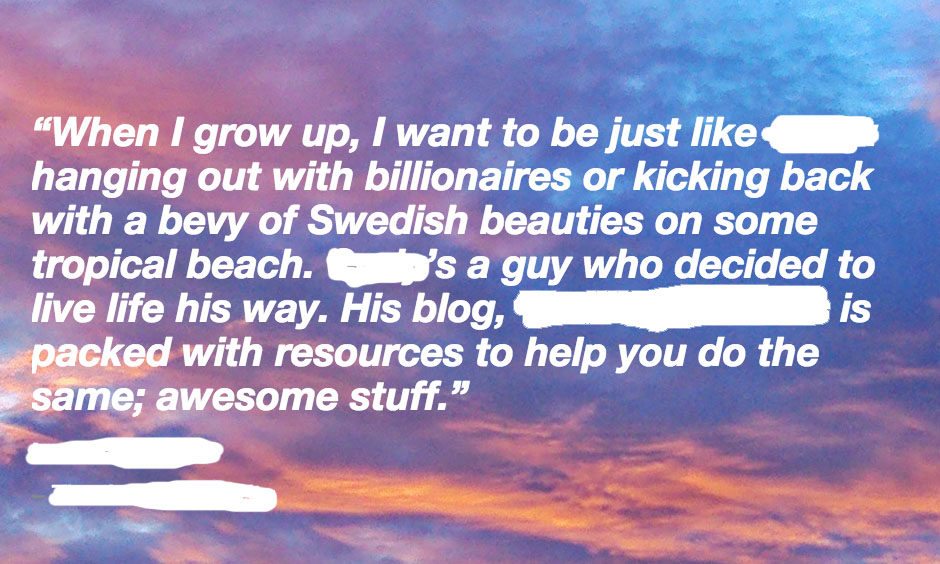 “When I grow up, I want to be just like
hanging out with billionaires or kicking back
with a bevy of Swedish beauties on some
tropical beach. ’s a guy who decided to
live life his way. His blog, is
packed with resources to help you do the
same; awesome stuff.”